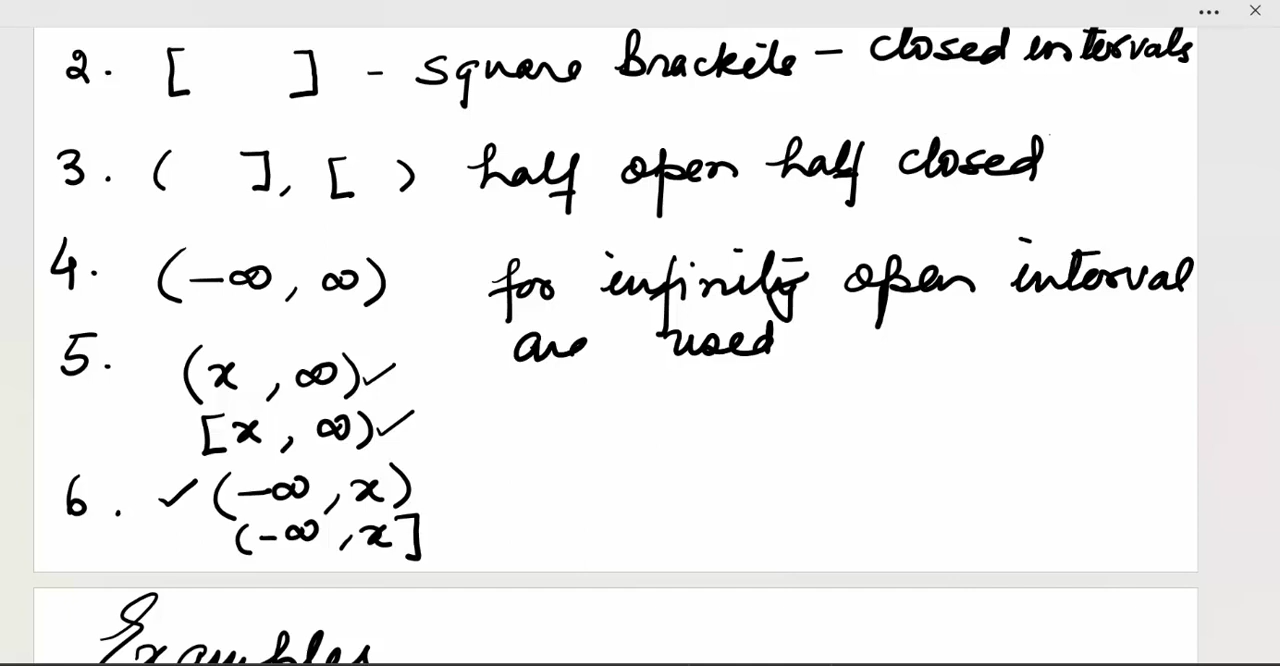 2. [ ] - square Brackets - closed intervals
3. ( ], [ ) half open half closed
4. (-∞, ∞) for infinity open interval
are used
5. (x, ∞) ✓
[x, ∞) ✓
6. ✓ (-∞, x)
(-∞, x]
Examples